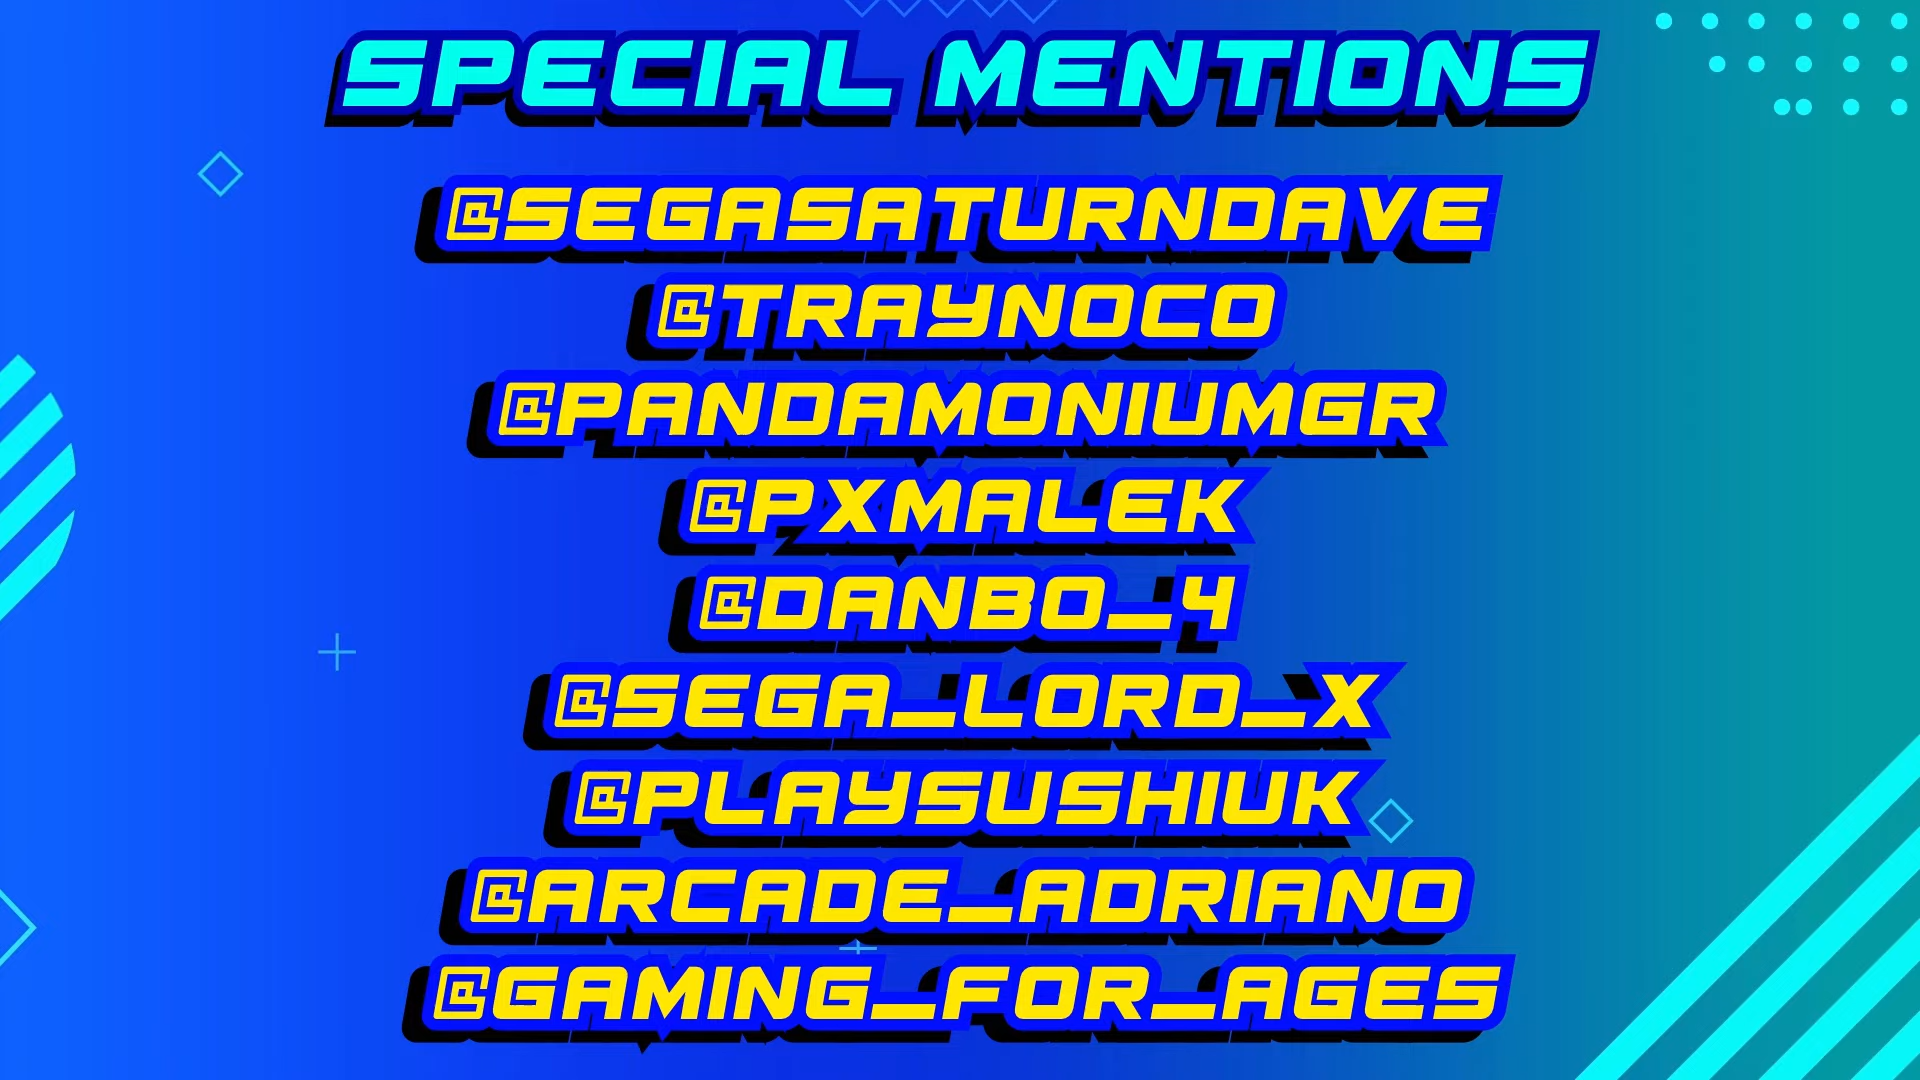 SPECIAL MENTIONS
@SEGASATURNDAVE
@TRAYNOCO
@PANDAMONIUMGR
@PXMALEK
@DANBO_4
@SEGA_LORD_X
@PLAYSUSHIUK
@ARCADE_ADRIANO
@GAMING_FOR_AGES